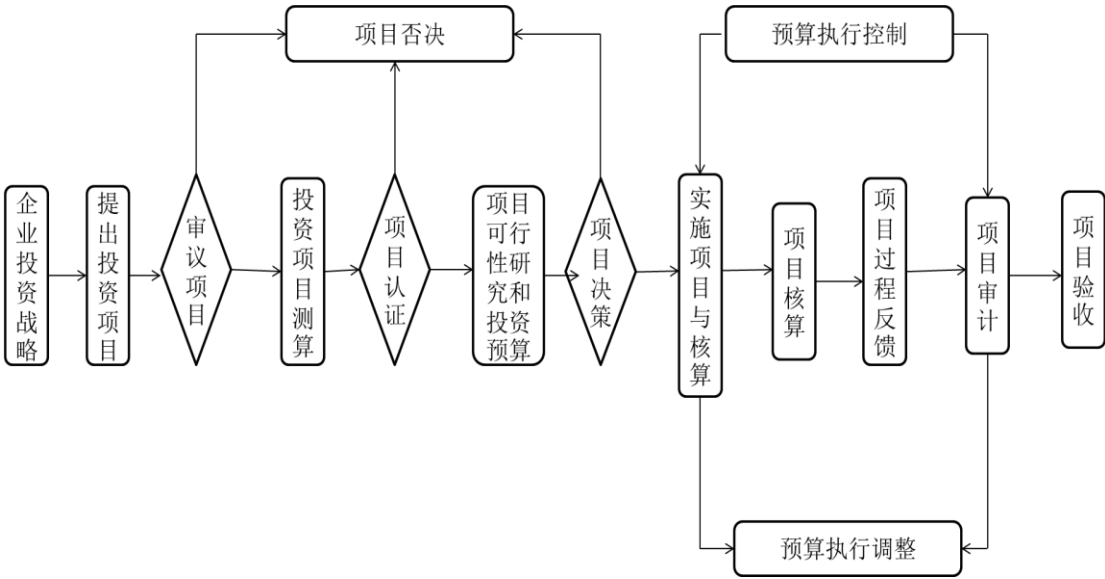 项目否决
预算执行控制
企业投资战略
提出投资项目
审议项目
投资项目测算
项目认证
项目
可行
性研
究和
投资
预算
项目决策
实施项目与核算
项目核算
项目过程反馈
项目审计
项目验收
预算执行调整